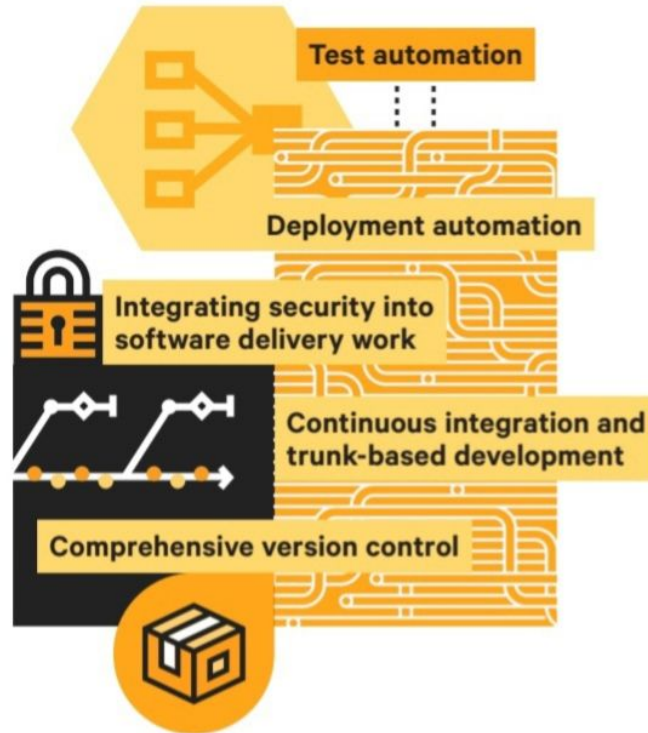 Test automation
Deployment automation
Integrating security into
software delivery work
Continuous integration and
trunk-based development
Comprehensive version control